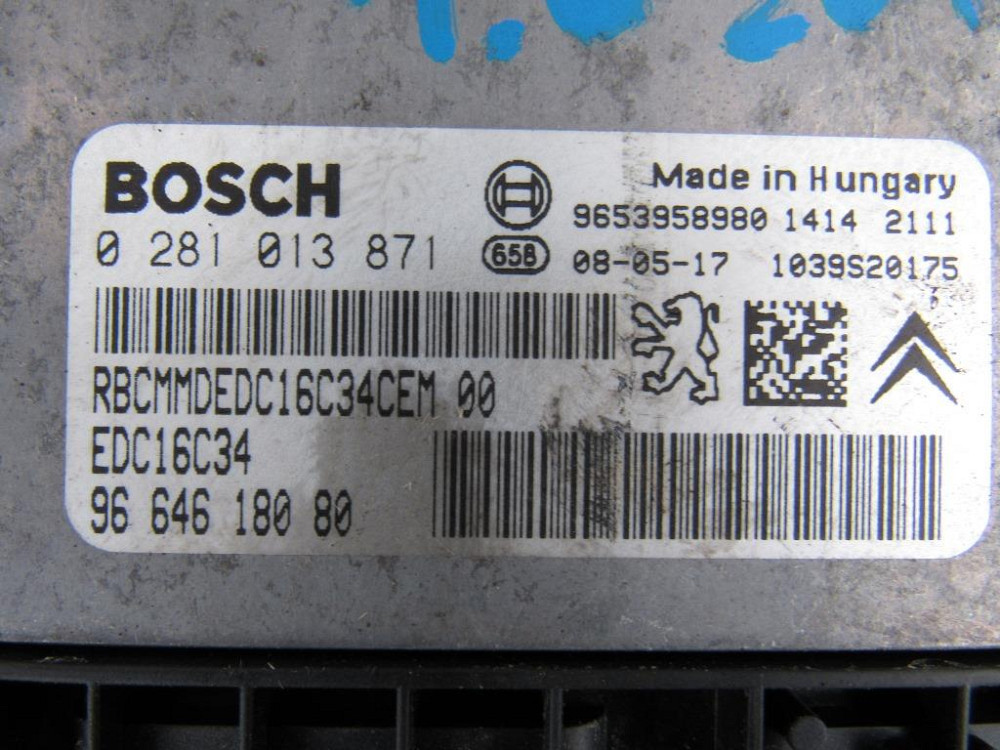 BOSCH
Made in Hungary
9653958980 1414 2111
0 281 013 871
658
08-05-17 1039S20175
RBCMMDEDC16C34CEM 00
EDC16C34
96 646 180 80